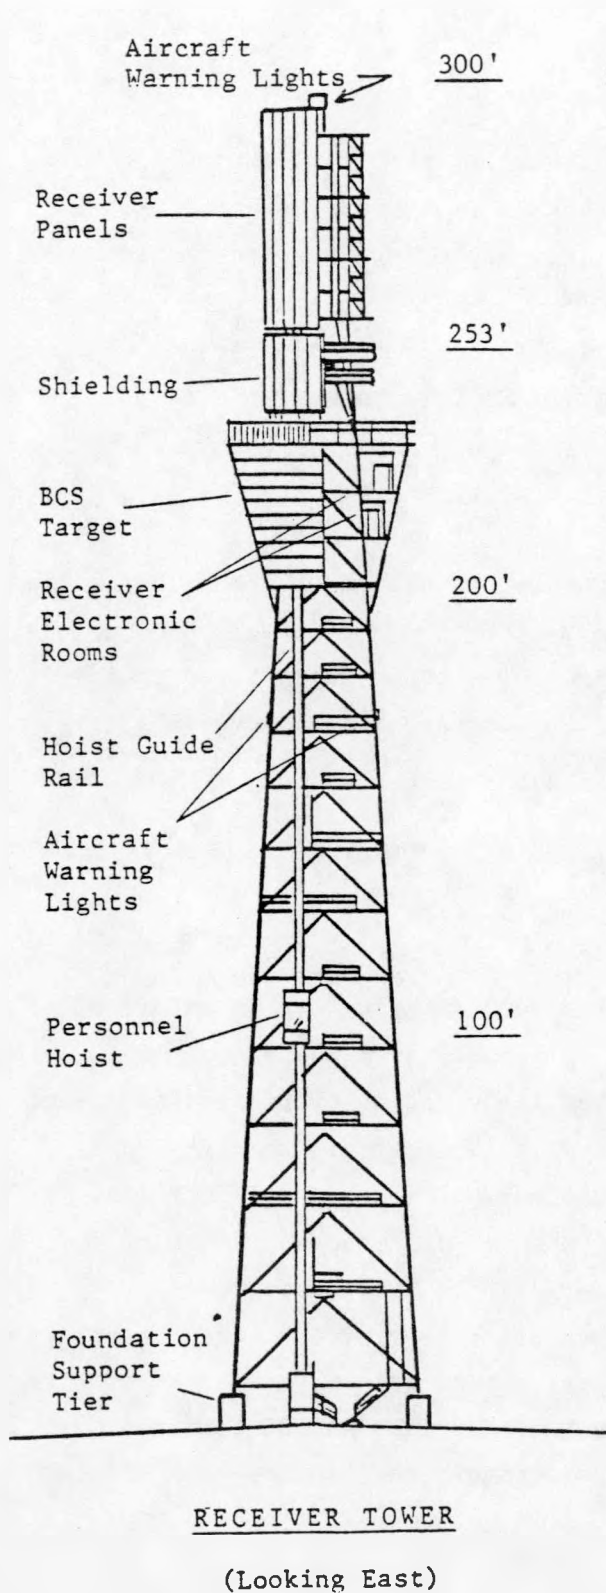 Aircraft
Warning Lights
300'
Receiver
Panels
253'
Shielding
BCS
Target
200'
Receiver
Electronic
Rooms
Hoist Guide
Rail
Aircraft
Warning
Lights
100'
Personnel
Hoist
Foundation
Support
Tier
RECEIVER TOWER
(Looking East)